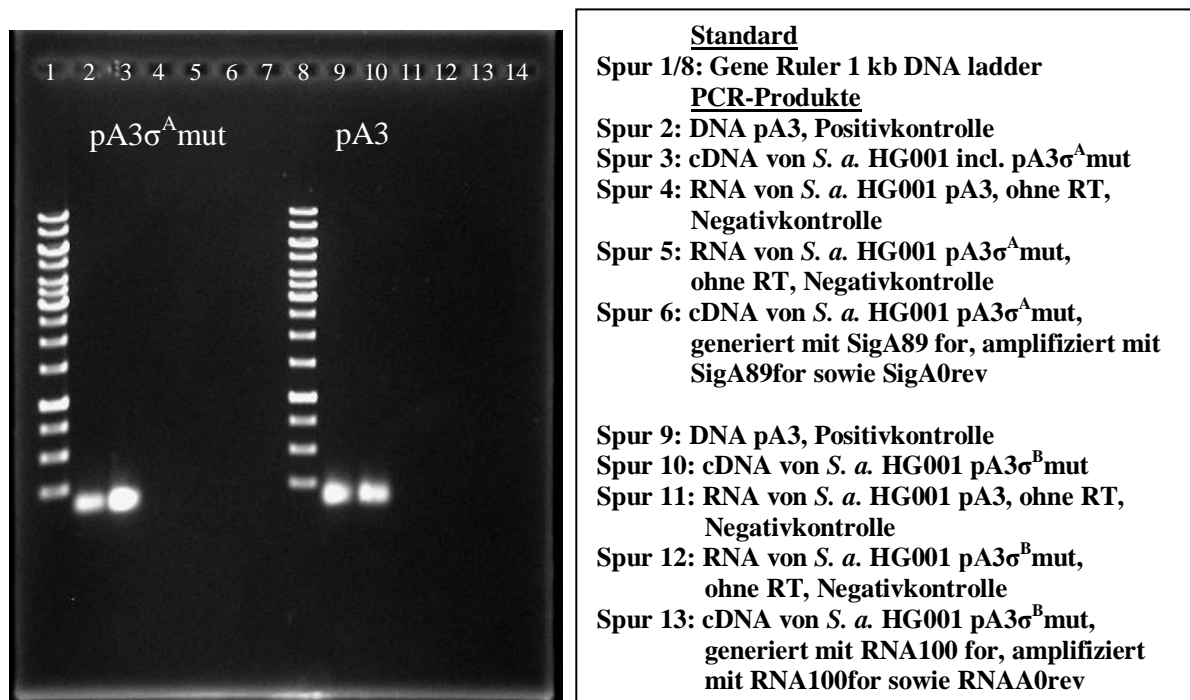 1 2 3 4 5 6 7 8 9 10 11 12 13 14
pA3σᴬmut pA3
Standard
Spur 1/8: Gene Ruler 1 kb DNA ladder
PCR-Produkte
Spur 2: DNA pA3, Positivkontrolle
Spur 3: cDNA von S. a. HG001 incl. pA3σᴬmut
Spur 4: RNA von S. a. HG001 pA3, ohne RT,
Negativkontrolle
Spur 5: RNA von S. a. HG001 pA3σᴬmut,
ohne RT, Negativkontrolle
Spur 6: cDNA von S. a. HG001 pA3σᴬmut,
generiert mit SigA89 for, amplifiziert mit
SigA89for sowie SigA0rev
Spur 9: DNA pA3, Positivkontrolle
Spur 10: cDNA von S. a. HG001 pA3σᴮmut
Spur 11: RNA von S. a. HG001 pA3, ohne RT,
Negativkontrolle
Spur 12: RNA von S. a. HG001 pA3σᴮmut,
ohne RT, Negativkontrolle
Spur 13: cDNA von S. a. HG001 pA3σᴮmut,
generiert mit RNA100 for, amplifiziert
mit RNA100for sowie RNAA0rev